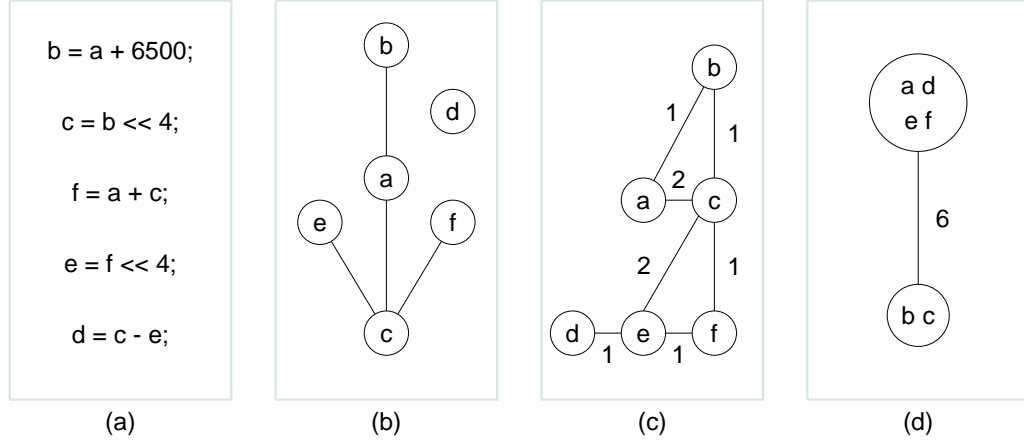 b = a + 6500;
c = b << 4;
f = a + c;
e = f << 4;
d = c - e;
(a)
b
d
a
e
f
c
(b)
b
1
1
2
a
c
2
1
d
e
f
1
1
(c)
a d
e f
6
b c
(d)